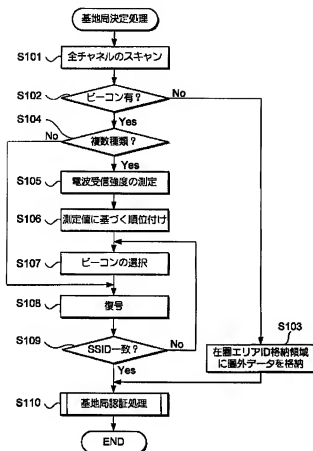 基地局決定処理
S101
全チャネルのスキャン
S102
ビーコン有?
No
Yes
S104
No
複数種類?
Yes
S105
電波受信強度の測定
S106
測定値に基づく順位付け
S107
ビーコンの選択
S108
復号
S109
SSID一致?
No
Yes
S103
在圏エリアID格納領域
に圏外データを格納
S110
基地局認証処理
END